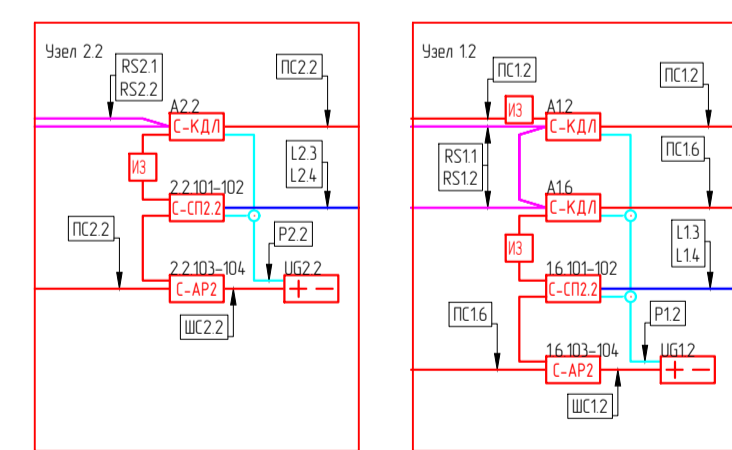 Узел 2.2
RS2.1
RS2.2
ПС2.2
А2.2
С-КДЛ
ИЗ
L2.3
L2.4
2.2.101-102
С-СП2.2
ПС2.2
P2.2
2.2.103-104
UG2.2
С-АР2
+ -
ШС2.2
Узел 1.2
ПС1.2
ПС1.2
ИЗ
А1.2
С-КДЛ
RS1.1
RS1.2
ПС1.6
А1.6
С-КДЛ
ИЗ
L1.3
L1.4
1.6.101-102
С-СП2.2
ПС1.6
P1.2
1.6.103-104
UG1.2
С-АР2
+ -
ШС1.2